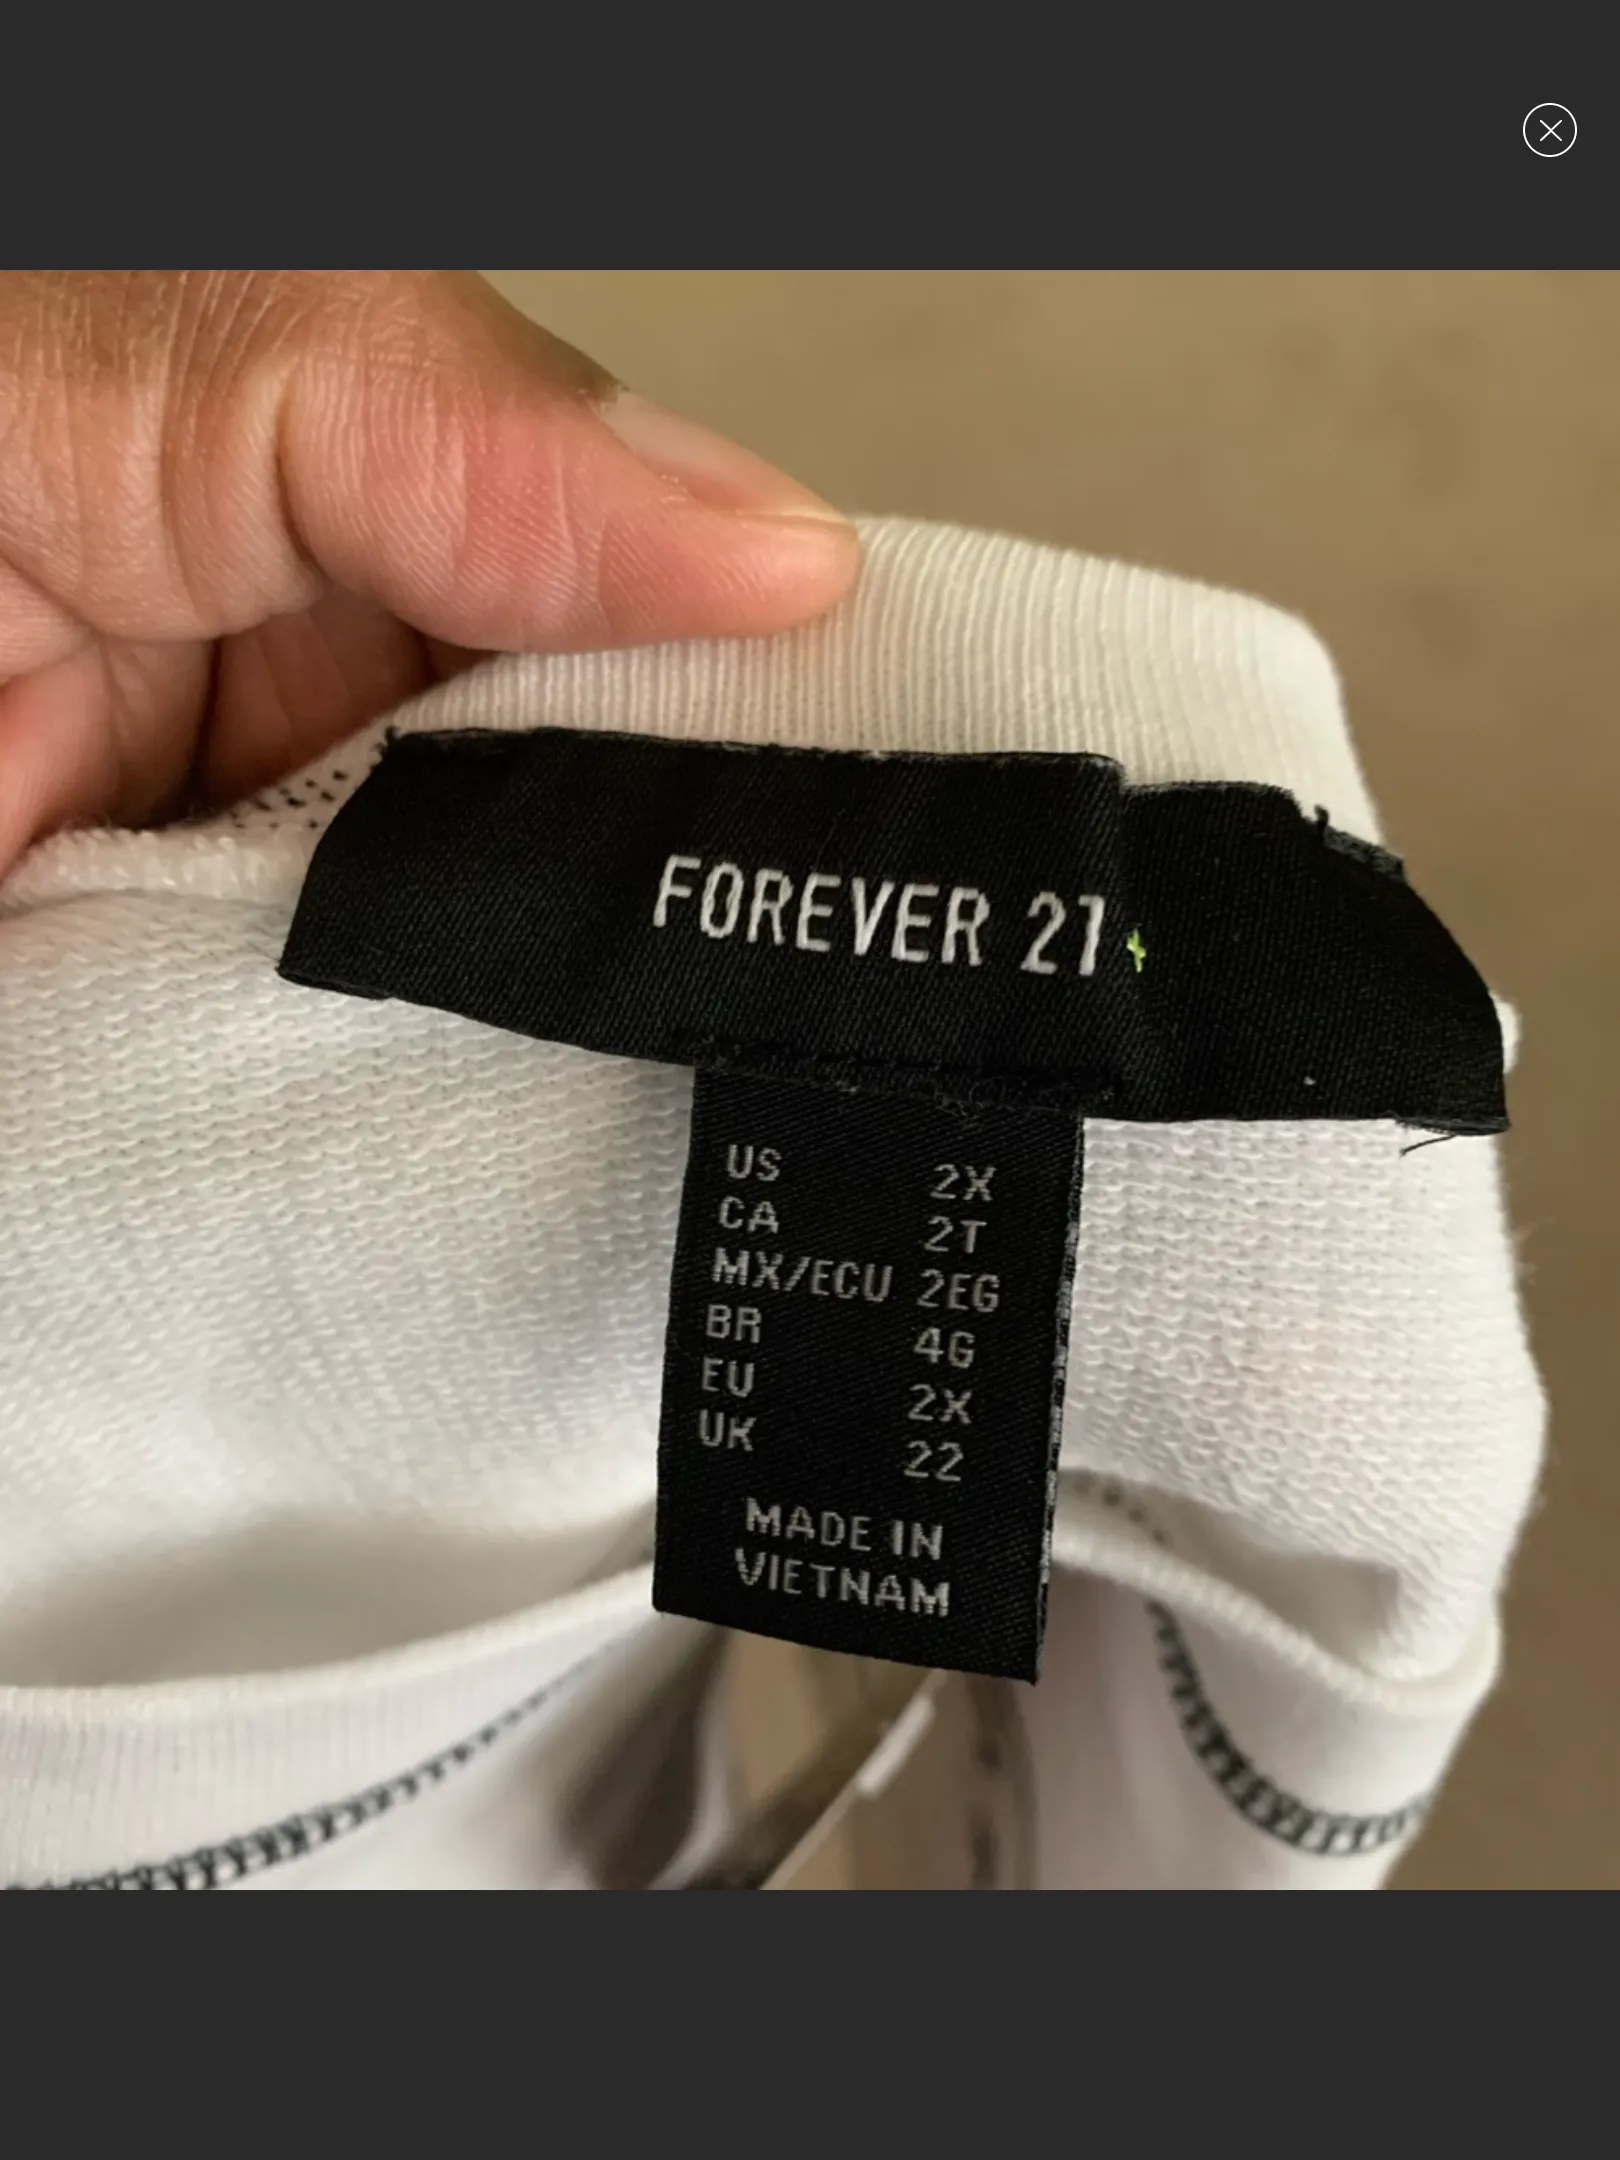 FOREVER 21+
US 2X
CA 2T
MX/ECU 2EG
BR 4G
EU 2X
UK 22
MADE IN
VIETNAM